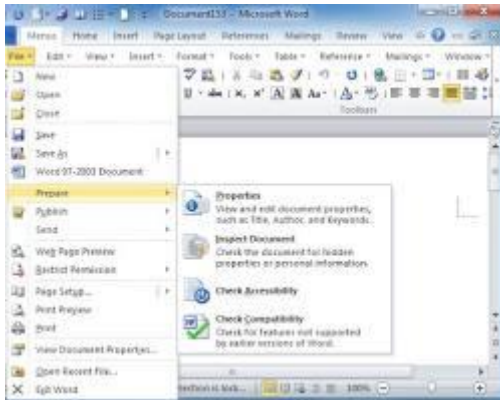 Document153 - Microsoft Word
Menus Home Insert Page Layout References Mailings Review View
File Edit View Insert Format Tools Table Reference Mailings Window
New
Open
Close
Toolbars
Save
Save As
Word 97-2003 Document
Prepare
Properties
View and edit document properties,
such as Title, Author, and Keywords.
Publish
Send
Inspect Document
Check the document for hidden
properties or personal information.
Web Page Preview
Restrict Permission
Page Setup...
Check Accessibility
Print Preview
Print
Check Compatibility
Check for features not supported
by earlier versions of Word.
View Document Properties...
Open Recent File...
Exit Word
100%